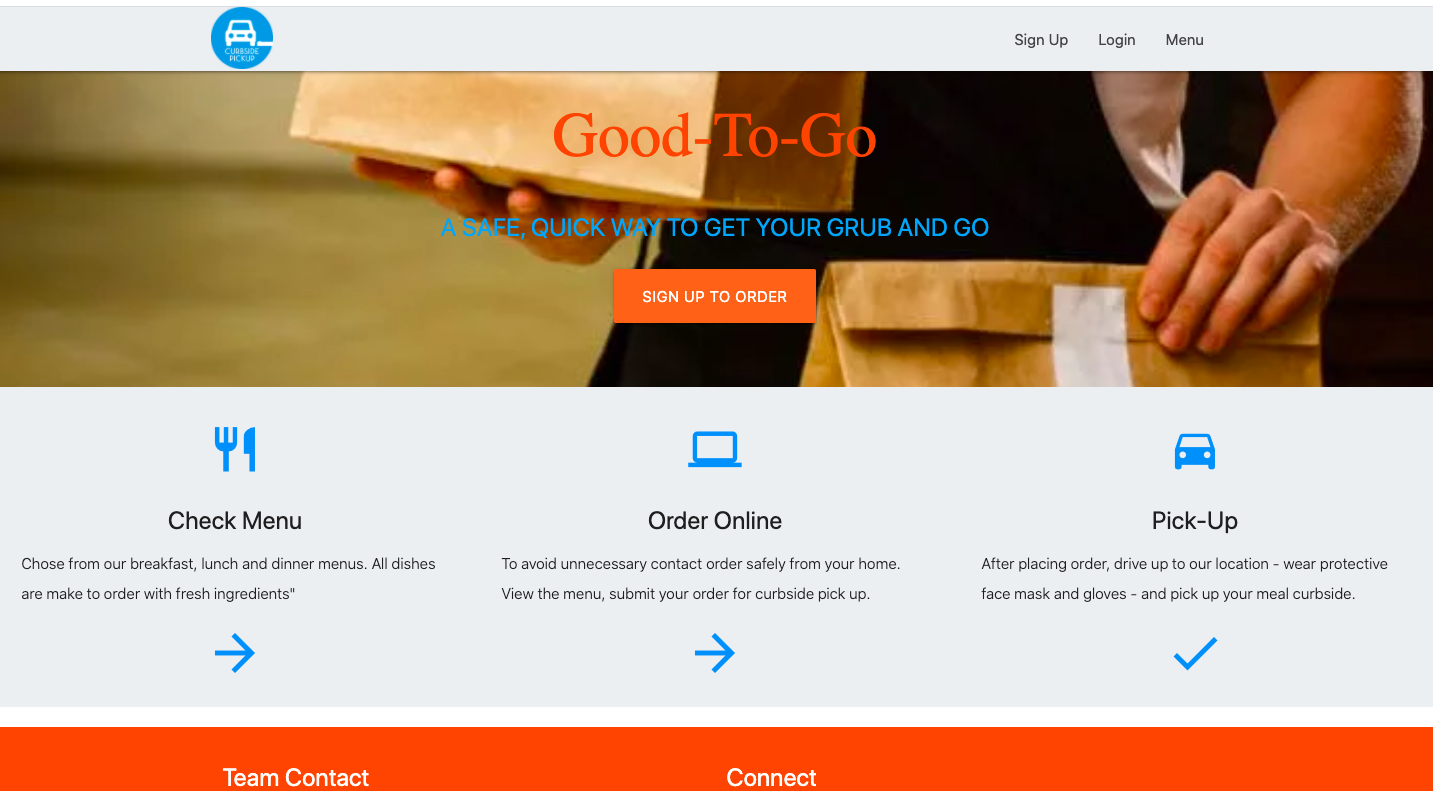 CURBSIDE
PICKUP
Sign Up Login Menu
Good-To-Go
A SAFE, QUICK WAY TO GET YOUR GRUB AND GO
SIGN UP TO ORDER
Check Menu
Chose from our breakfast, lunch and dinner menus. All dishes
are make to order with fresh ingredients"
Order Online
To avoid unnecessary contact order safely from your home.
View the menu, submit your order for curbside pick up.
Pick-Up
After placing order, drive up to our location - wear protective
face mask and gloves - and pick up your meal curbside.
Team Contact
Connect